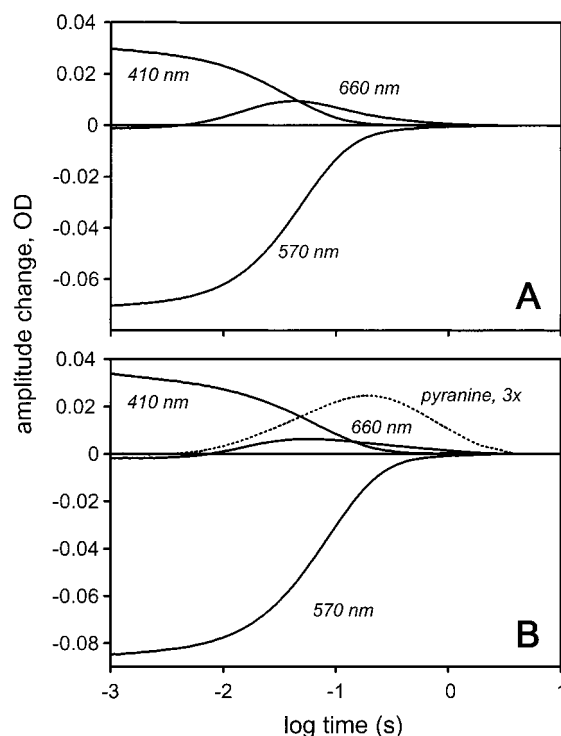 0.04
0.02
0
-0.02
-0.04
-0.06
410 nm
660 nm
570 nm
A
0.04
0.02
0
-0.02
-0.04
-0.06
-0.08
410 nm
pyranine, 3x
660 nm
570 nm
B
-3
-2
-1
0
1
log time (s)
amplitude change, OD